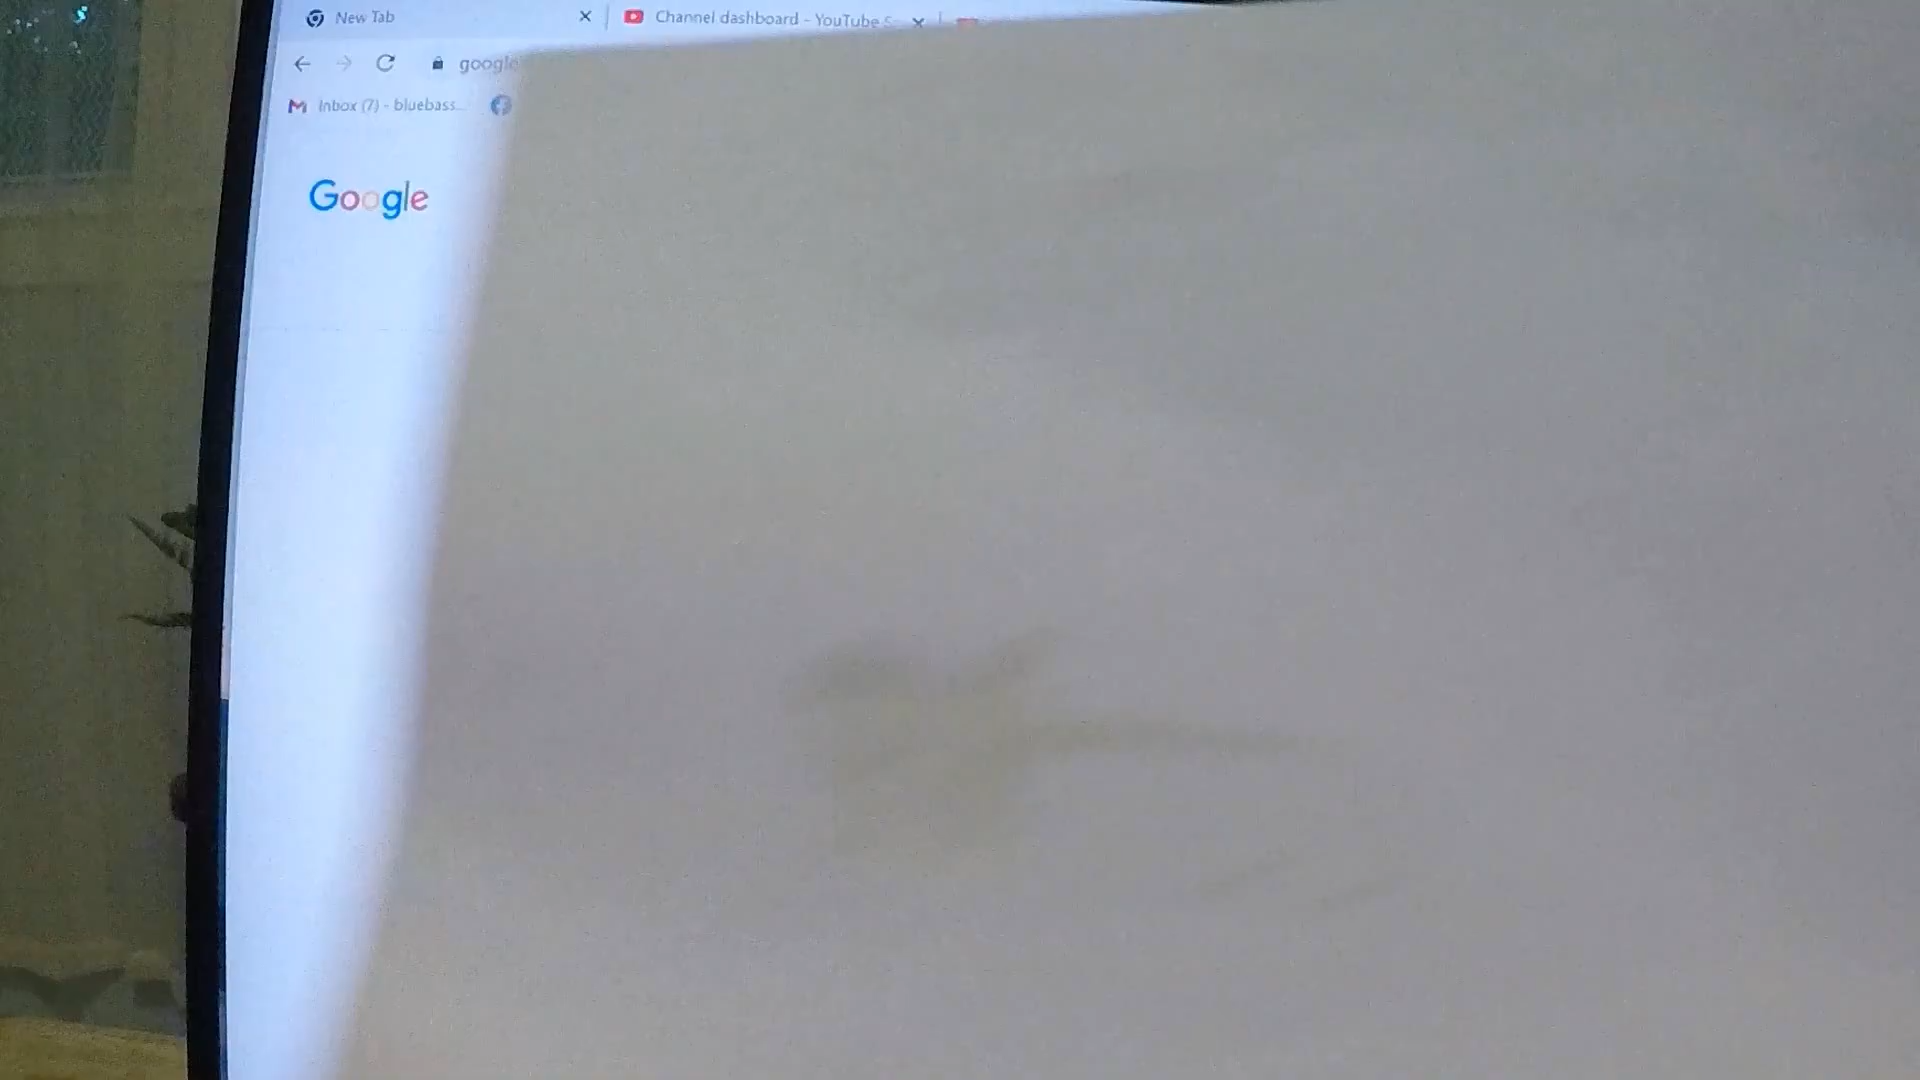 New Tab
Channel dashboard - YouTube S
google
Inbox (7) - bluebass...
Google